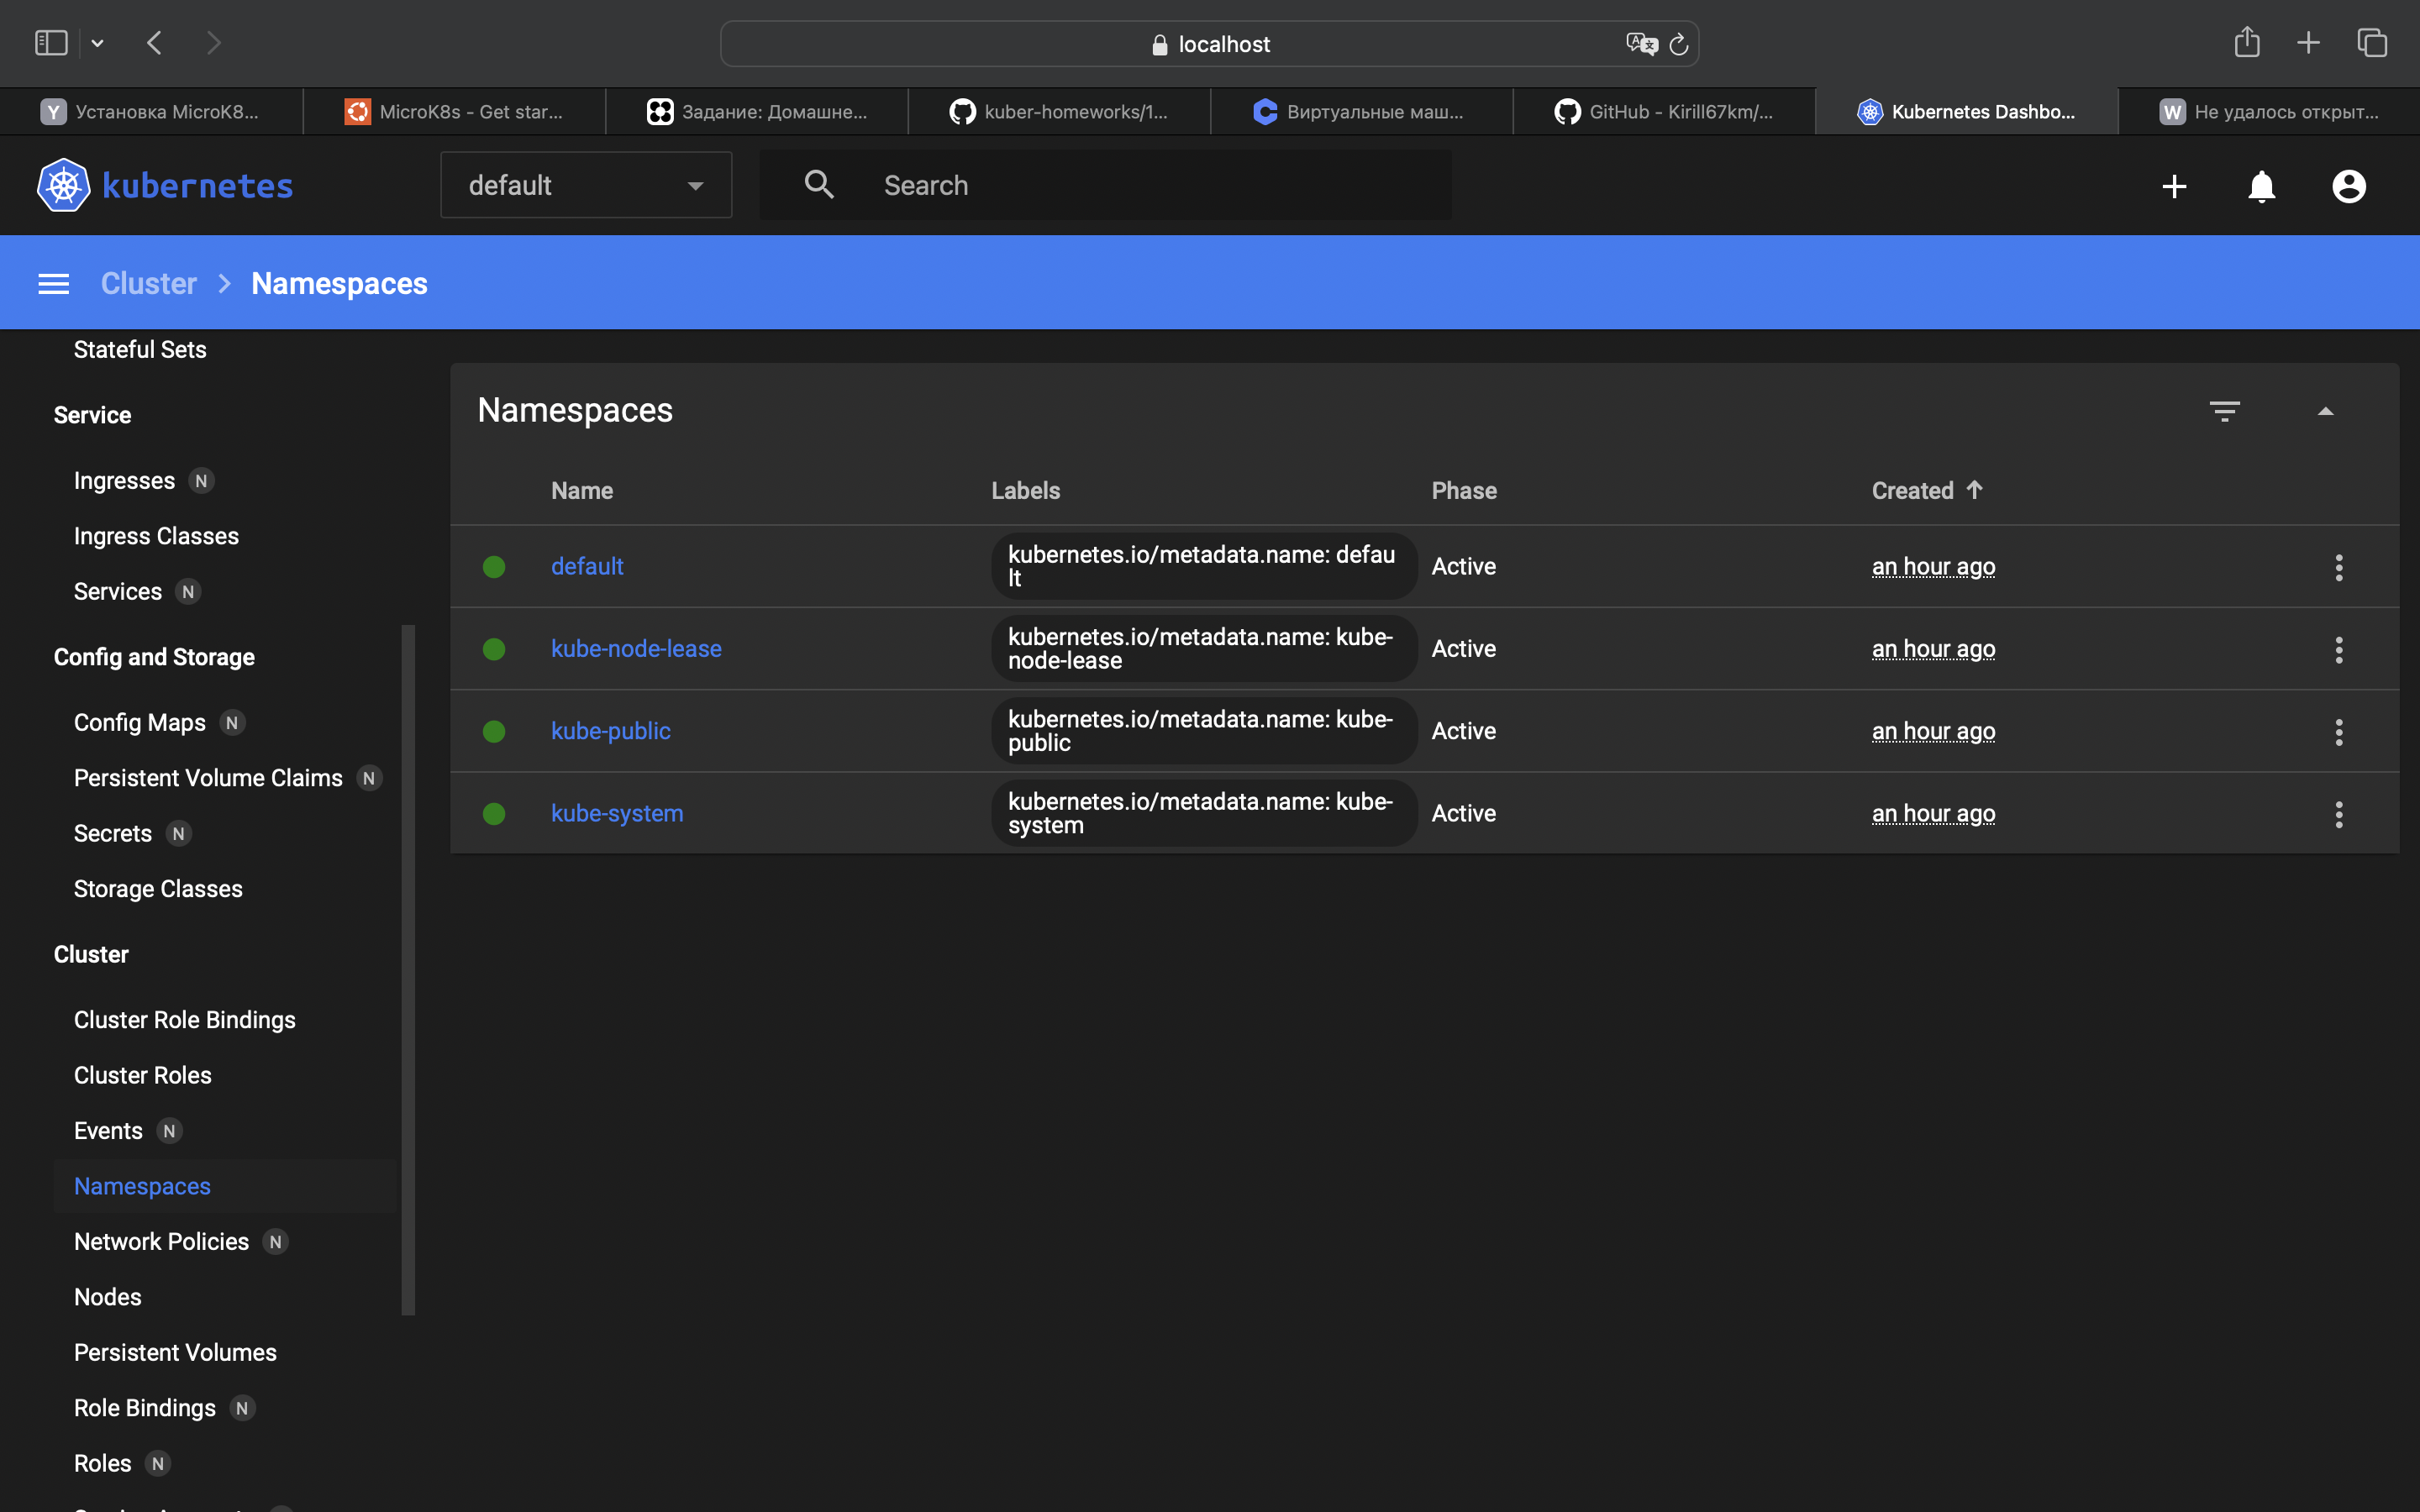 localhost
Установка MicroK8...
MicroK8s - Get star...
Задание: Домашне...
kuber-homeworks/1...
Виртуальные маш...
GitHub - Kirill67km/...
Kubernetes Dashbo...
W Не удалось открыт...
kubernetes
default
Search
Cluster > Namespaces
Stateful Sets
Service
Ingresses N
Ingress Classes
Services N
Config and Storage
Config Maps N
Persistent Volume Claims N
Secrets N
Storage Classes
Cluster
Cluster Role Bindings
Cluster Roles
Events N
Namespaces
Network Policies N
Nodes
Persistent Volumes
Role Bindings N
Roles N
Namespaces
Name Labels Phase Created
default kubernetes.io/metadata.name: defau
lt Active an hour ago
kube-node-lease kubernetes.io/metadata.name: kube-
node-lease Active an hour ago
kube-public kubernetes.io/metadata.name: kube-
public Active an hour ago
kube-system kubernetes.io/metadata.name: kube-
system Active an hour ago